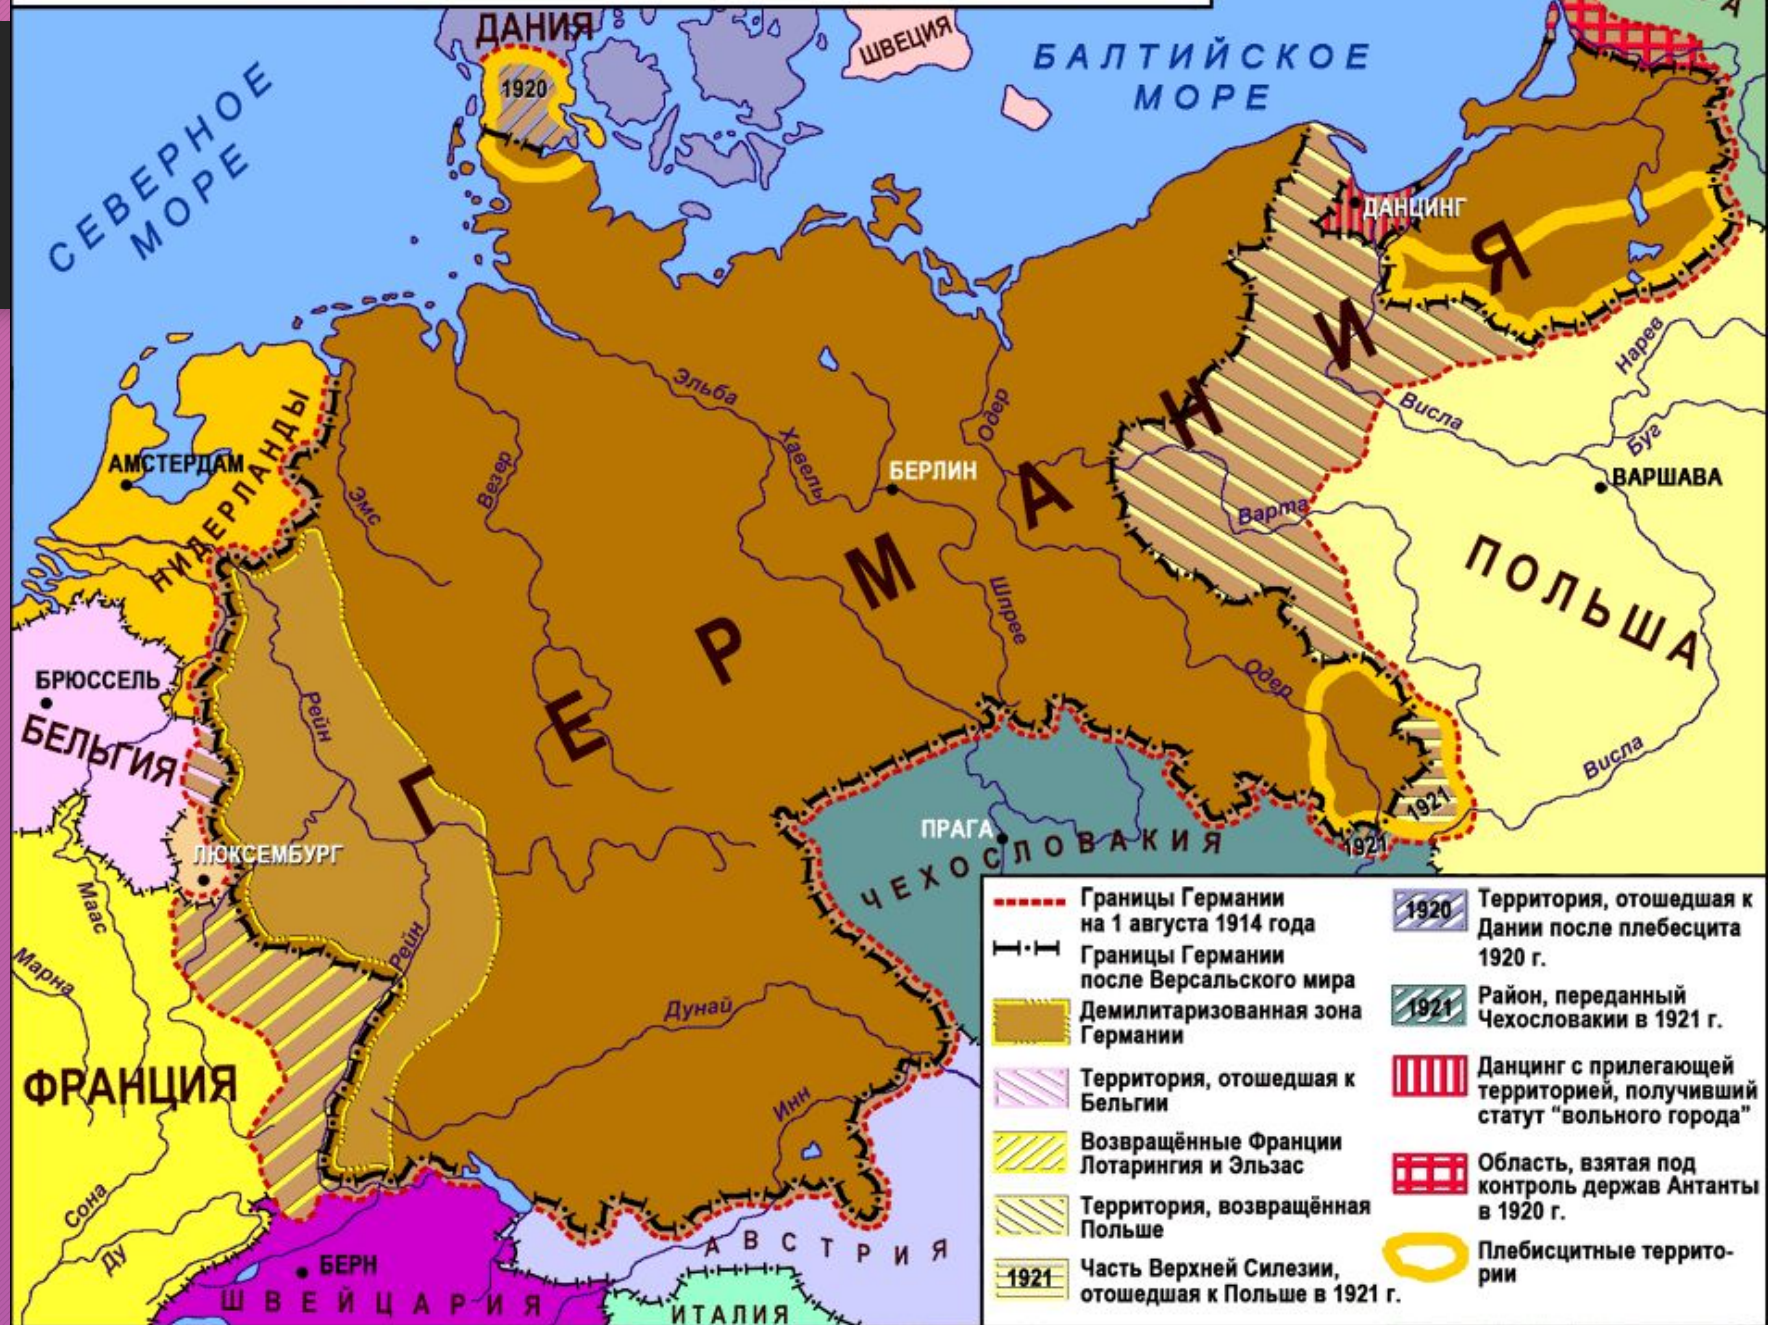 ДАНИЯ
ШВЕЦИЯ
БАЛТИЙСКОЕ
МОРЕ
СЕВЕРНОЕ
МОРЕ
1920
ДАНЦИНГ
ГЕРМАНИЯ
Нарев
Висла
Буг
ВАРШАВА
ПОЛЬША
Варта
Одер
Эльба
Хавель
БЕРЛИН
Везер
Эмс
НИДЕРЛАНДЫ
АМСТЕРДАМ
Шпрее
Одер
Рейн
БРЮССЕЛЬ
БЕЛЬГИЯ
Висла
1921
1921
ПРАГА
ЧЕХОСЛОВАКИЯ
ЛЮКСЕМБУРГ
Маас
Марна
Рейн
Дунай
ФРАНЦИЯ
Инн
Сона
Ду
БЕРН
ШВЕЙЦАРИЯ
АВСТРИЯ
ИТАЛИЯ
Границы Германии
на 1 августа 1914 года
Границы Германии
после Версальского мира
Демилитаризованная зона
Германии
Территория, отошедшая к
Бельгии
Возвращённые Франции
Лотарингия и Эльзас
Территория, возвращённая
Польше
1921
Часть Верхней Силезии,
отошедшая к Польше в 1921 г.
1920
Территория, отошедшая к
Дании после плебесцита
1920 г.
1921
Район, переданный
Чехословакии в 1921 г.
Данцинг с прилегающей
территорией, получивший
статут “вольного города”
Область, взятая под
контроль держав Антанты
в 1920 г.
Плебисцитные террито-
рии